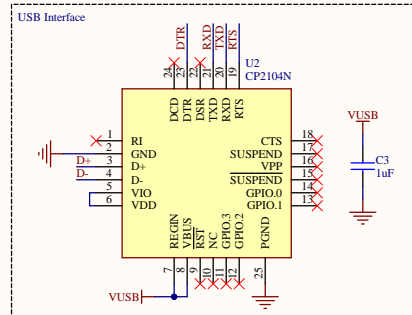 USB Interface
DTR
RXD
TXD
RTS
U2
CP2104N
24
23
22
21
20
19
DCD
DTR
DSR
TXD
RXD
RTS
1 RI
2 GND
D+ 3 D+
D- 4 D-
5 VIO
6 VDD
CTS 18
SUSPEND 17
VPP 16
SUSPEND 15
GPIO.0 14
GPIO.1 13
REGIN
VBUS
RST
NC
GPIO.3
GPIO.2
PGND
7
8
9
10
11
12
25
VUSB
VUSB
C3
1uF